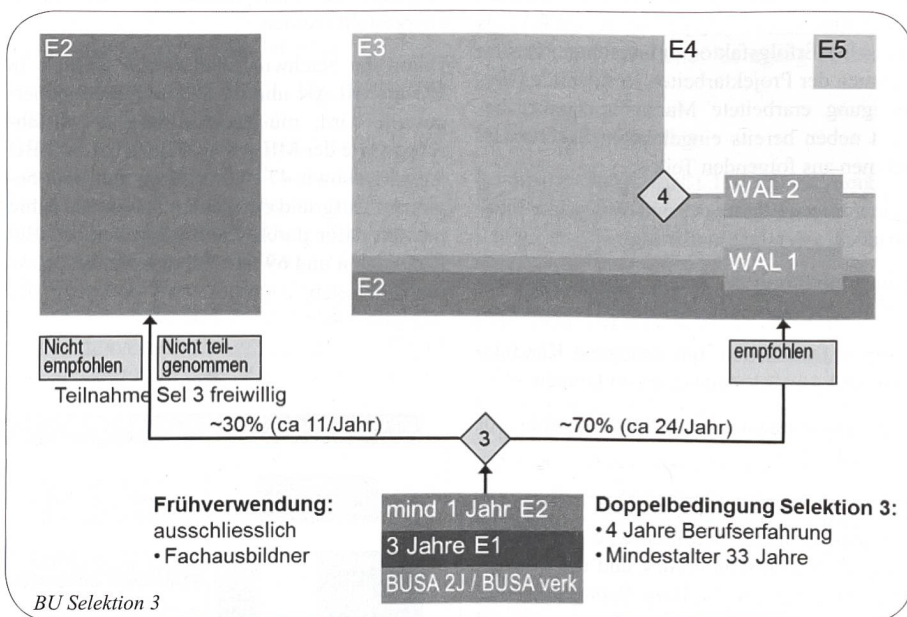 E2
E3
E4
E5
4
WAL 2
WAL 1
E2
Nicht
empfohlen
Nicht teil-
genommen
empfohlen
Teilnahme Sel 3 freiwillig
~30% (ca 11/Jahr)
3
~70% (ca 24/Jahr)
Frühverwendung:
ausschliesslich
• Fachausbildner
mind 1 Jahr E2
3 Jahre E1
BUSA 2J / BUSA verk
Doppelbedingung Selektion 3:
• 4 Jahre Berufserfahrung
• Mindestalter 33 Jahre
BU Selektion 3